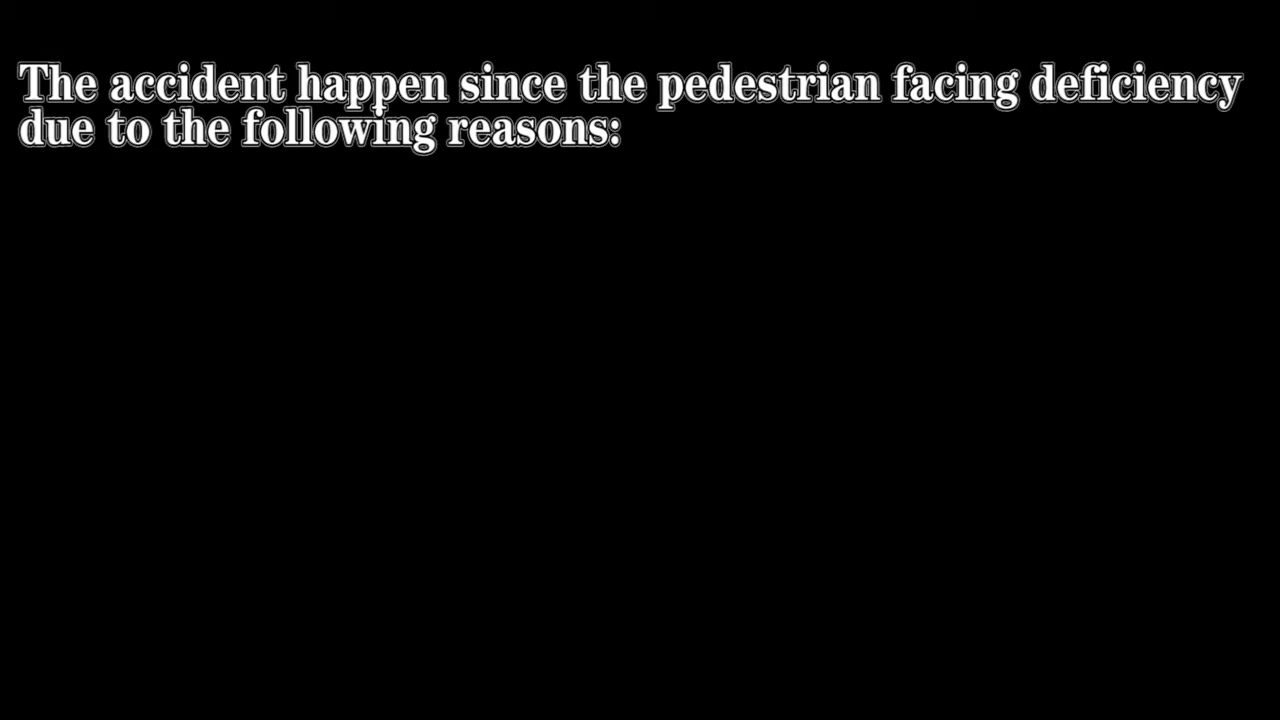 The accident happen since the pedestrian facing deficiency
due to the following reasons: